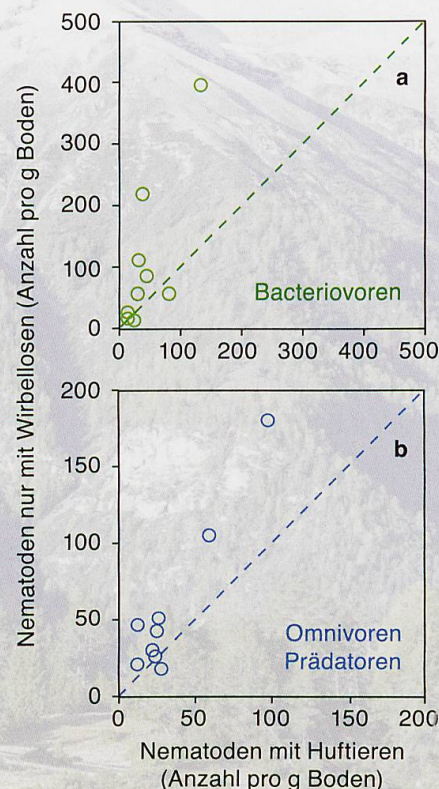 Nematoden nur mit Wirbellosen (Anzahl pro g Boden)
500
400
300
200
100
0
a
Bacteriovoren
0 100 200 300 400 500
200
150
100
50
0
b
Omnivoren
Prädatoren
0 50 100 150 200
Nematoden mit Huftieren
(Anzahl pro g Boden)